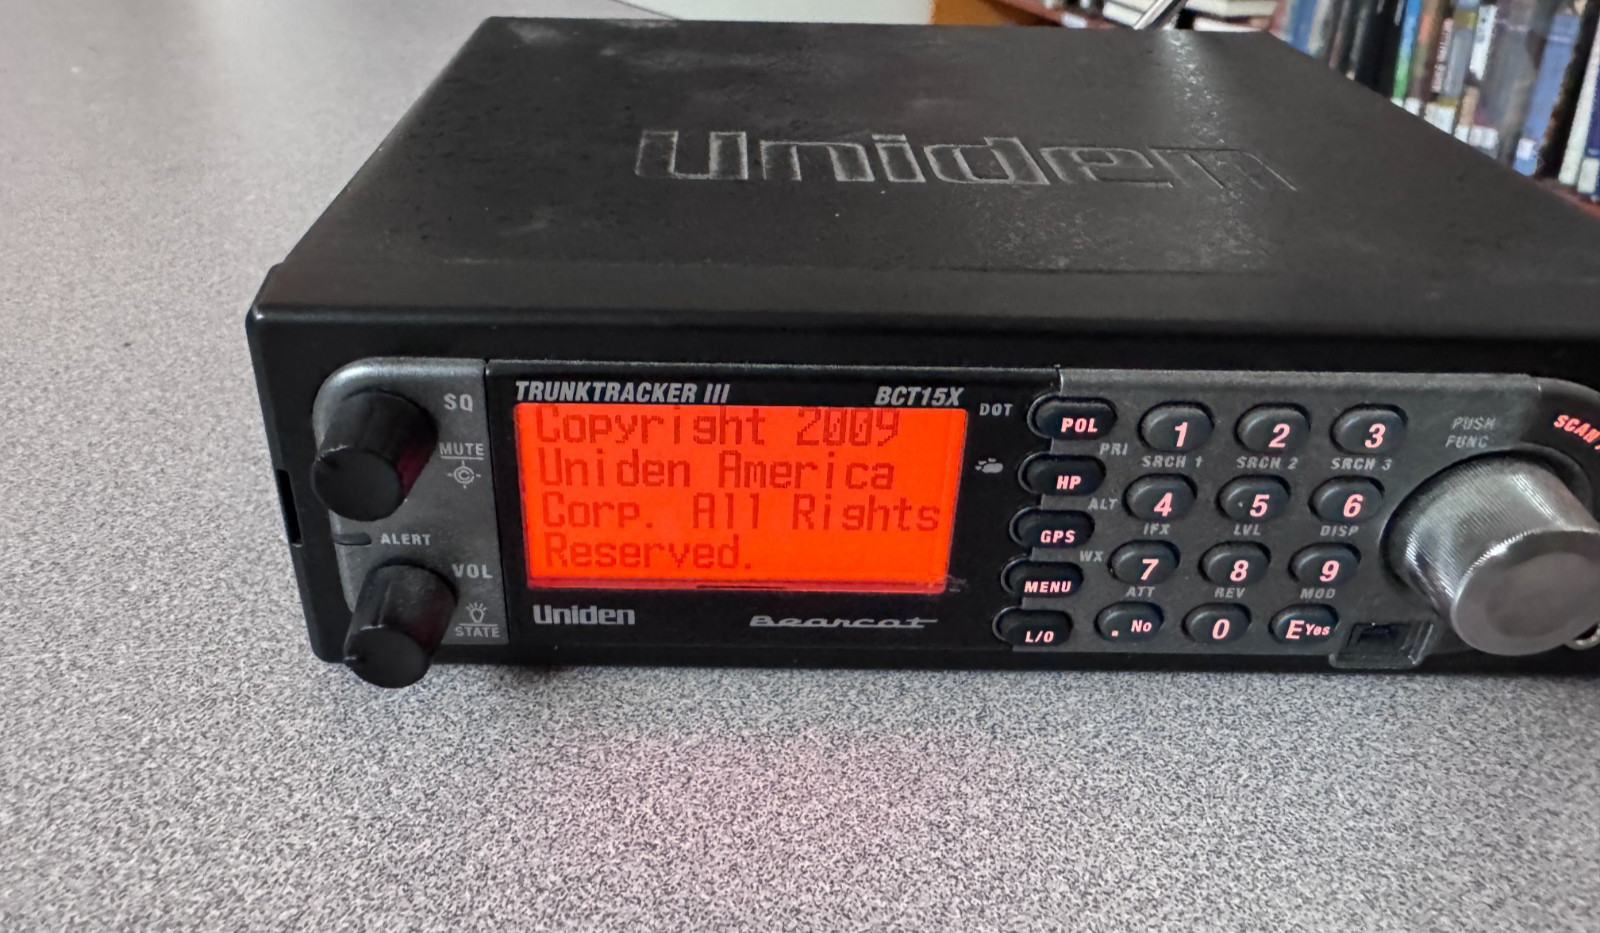 Uniden
TRUNKTRACKER III
BCT15X
Copyright 2009
Uniden America
Corp. All Rights
Reserved.
Uniden
Bearcat
SQ
MUTE
ALERT
VOL
STATE
DOT
POL
PRI
HP
ALT
GPS
WX
MENU
L/O
1 2 3
SRCH 1 SRCH 2 SRCH 3
4 5 6
IFX LVL DISP
7 8 9
ATT REV MOD
. No 0 E Yes
PUSH
FUNC
SCAN